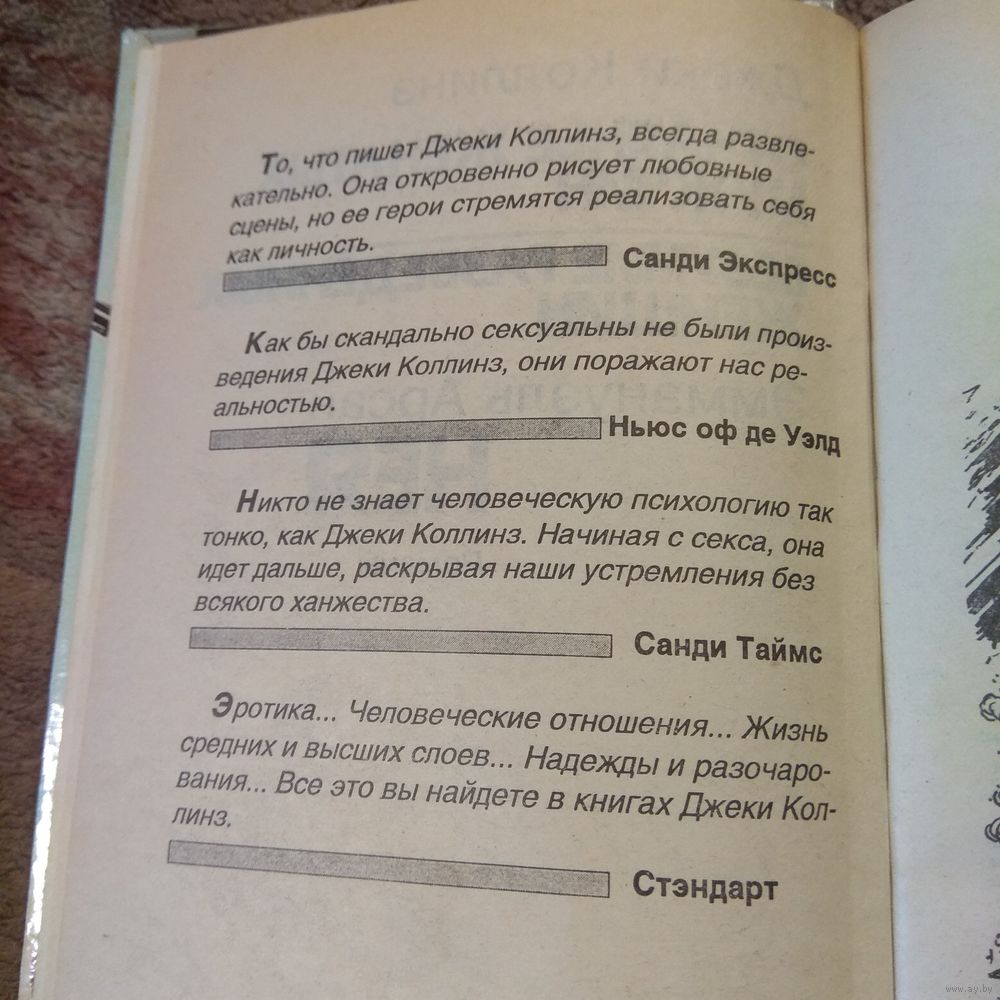 То, что пишет Джеки Коллинз, всегда развле-
кательно. Она откровенно рисует любовные
сцены, но ее герои стремятся реализовать себя
как личность.
Санди Экспресс
Как бы скандально сексуальны не были произ-
ведения Джеки Коллинз, они поражают нас ре-
альностью.
Ньюс оф де Уэлд
Никто не знает человеческую психологию так
тонко, как Джеки Коллинз. Начиная с секса, она
идет дальше, раскрывая наши устремления без
всякого ханжества.
Санди Таймс
Эротика... Человеческие отношения... Жизнь
средних и высших слоев... Надежды и разочаро-
вания... Все это вы найдете в книгах Джеки Кол-
линз.
Стэндарт
www.ay.by